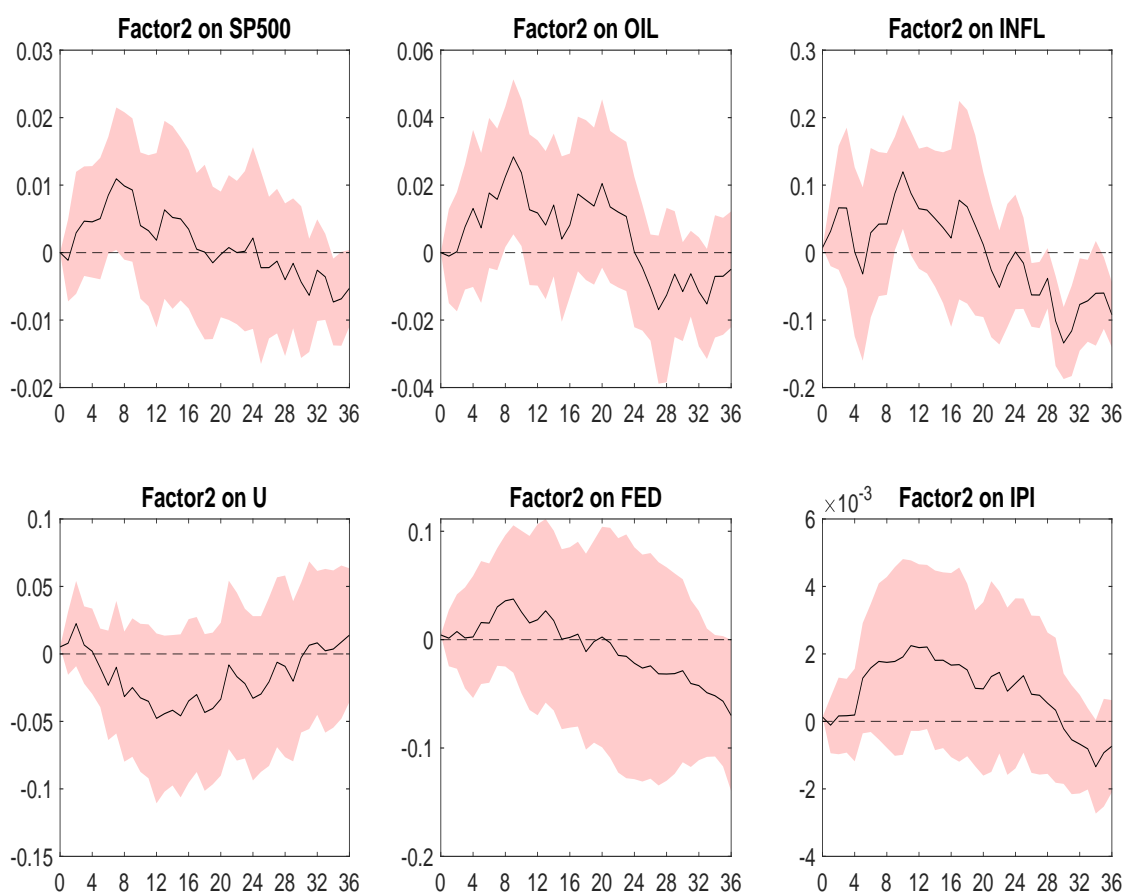 Factor2 on SP500
0.03
0.02
0.01
0
-0.01
-0.02
0 4 8 12 16 20 24 28 32 36
Factor2 on OIL
0.06
0.04
0.02
0
-0.02
-0.04
0 4 8 12 16 20 24 28 32 36
Factor2 on INFL
0.3
0.2
0.1
0
-0.1
-0.2
0 4 8 12 16 20 24 28 32 36
Factor2 on U
0.1
0.05
0
-0.05
-0.1
-0.15
0 4 8 12 16 20 24 28 32 36
Factor2 on FED
0.1
0
-0.1
-0.2
0 4 8 12 16 20 24 28 32 36
×10⁻³
Factor2 on IPI
6
4
2
0
-2
-4
0 4 8 12 16 20 24 28 32 36